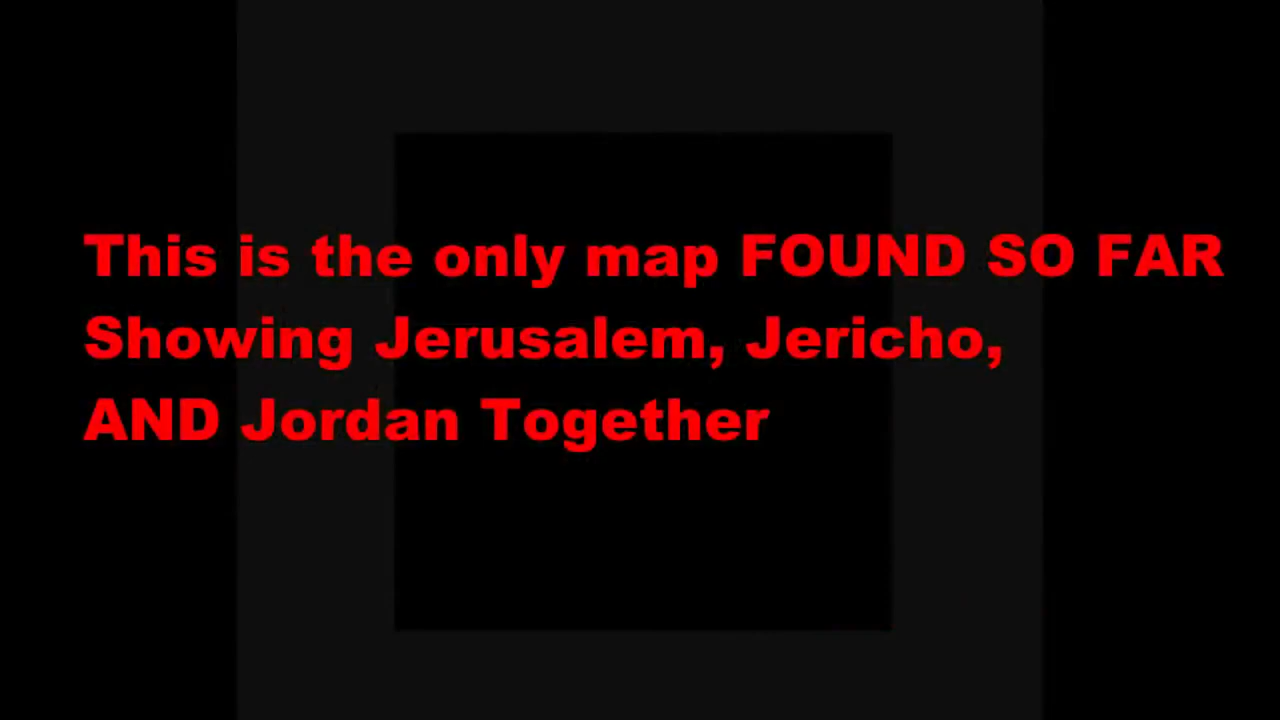 This is the only map FOUND SO FAR
Showing Jerusalem, Jericho,
AND Jordan Together